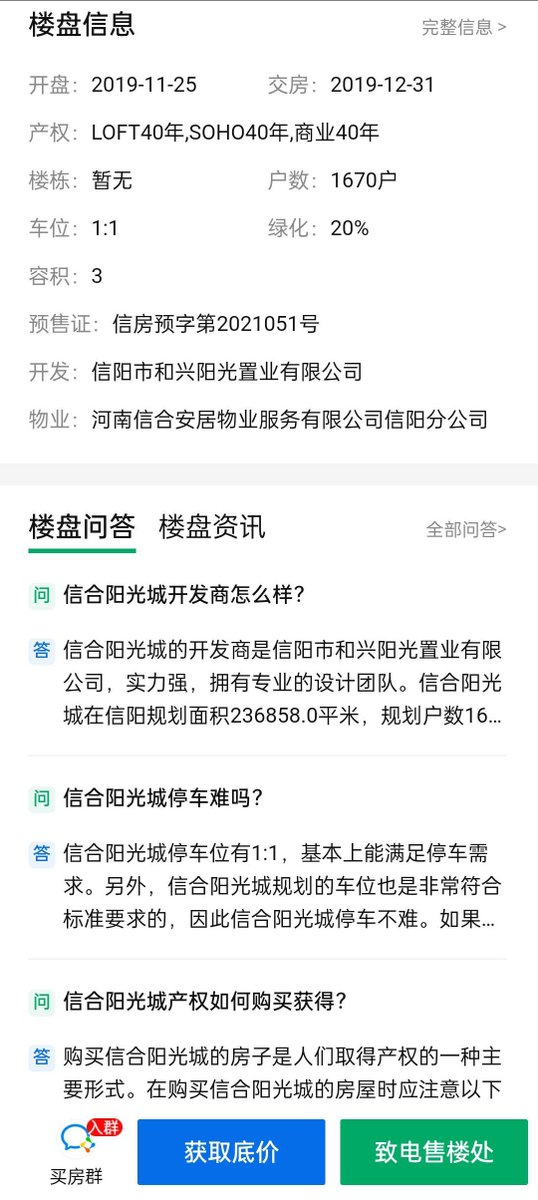 楼盘信息 完整信息 >
开盘：2019-11-25 交房：2019-12-31
产权：LOFT40年,SOHO40年,商业40年
楼栋：暂无 户数：1670户
车位：1:1 绿化：20%
容积：3
预售证：信房预字第2021051号
开发：信阳市和兴阳光置业有限公司
物业：河南信合安居物业服务有限公司信阳分公司
楼盘问答 楼盘资讯 全部问答>
问 信合阳光城开发商怎么样？
答 信合阳光城的开发商是信阳市和兴阳光置业有限
公司，实力强，拥有专业的设计团队。信合阳光
城在信阳规划面积236858.0平米，规划户数16...
问 信合阳光城停车难吗？
答 信合阳光城停车位有1:1，基本上能满足停车需
求。另外，信合阳光城规划的车位也是非常符合
标准要求的，因此信合阳光城停车不难。如果...
问 信合阳光城产权如何购买获得？
答 购买信合阳光城的房子是人们取得产权的一种主
要形式。在购买信合阳光城的房屋时应注意以下
入群
买房群 获取底价 致电售楼处